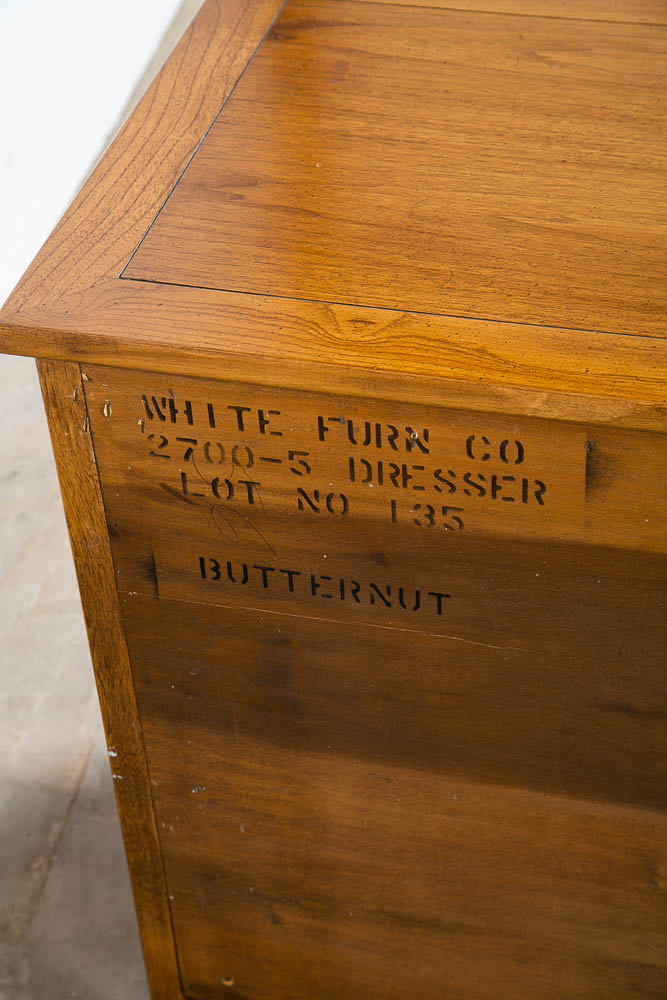 WHITE FURN CO
2700-5 DRESSER
LOT NO 135
BUTTERNUT